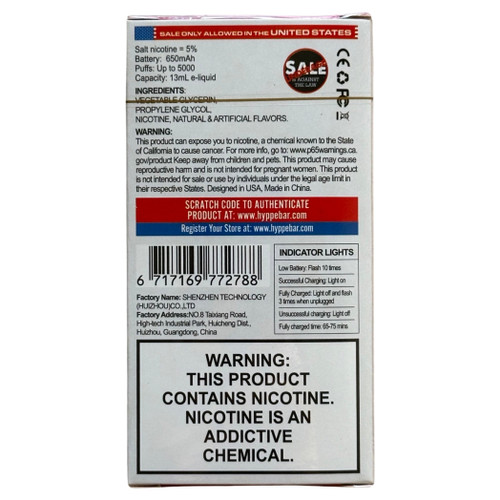 SALE ONLY ALLOWED IN THE UNITED STATES
Salt nicotine = 5%
Battery: 650mAh
Puffs: Up to 5000
Capacity: 13mL e-liquid
SALE
AGAINST
THE LAW
CE
INGREDIENTS:
VEGETABLE GLYCERIN,
PROPYLENE GLYCOL,
NICOTINE, NATURAL & ARTIFICIAL FLAVORS.
WARNING:
This product can expose you to nicotine, a chemical known to the State
of California to cause cancer. For more info, go to: www.p65warnings.ca.
gov/product Keep away from children and pets. This product may cause
reproductive harm and is not intended for pregnant women. This product
is not intended for sale or use by individuals under the legal age limit in
their respective States. Designed in USA, Made in China.
SCRATCH CODE TO AUTHENTICATE
PRODUCT AT: www.hyppebar.com
Register Your Store at: www.hyppebar.com
6 717169 772788
Factory Name: SHENZHEN TECHNOLOGY
(HUIZHOU)CO.,LTD
Factory Address:NO.8 Taixiang Road,
High-tech Industrial Park, Huicheng Dist.,
Huizhou, Guangdong, China
INDICATOR LIGHTS
Low Battery: Flash 10 times
Successful Charging: Light on
Fully Charged: Light off and flash
3 times when unplugged
Unsuccessful charging: Light off
Fully charged time: 65-75 mins
WARNING:
THIS PRODUCT
CONTAINS NICOTINE.
NICOTINE IS AN
ADDICTIVE
CHEMICAL.